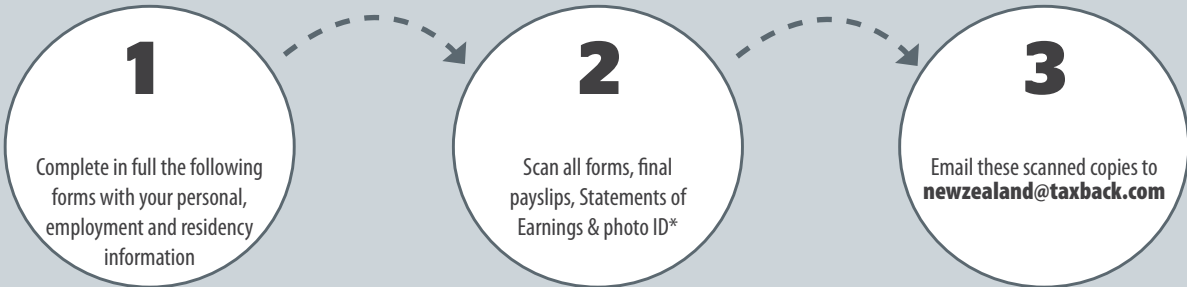 1
Complete in full the following
forms with your personal,
employment and residency
information
2
Scan all forms, final
payslips, Statements of
Earnings & photo ID*
3
Email these scanned copies to
newzealand@taxback.com